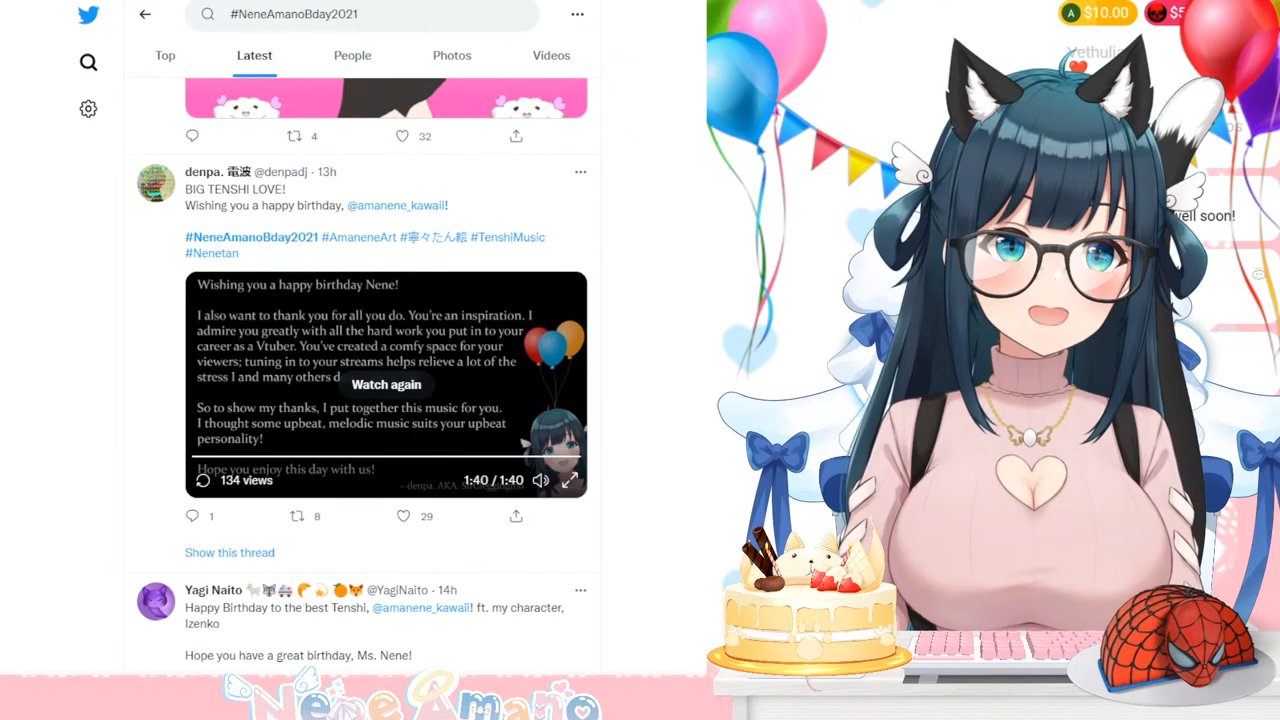 #NeneAmanoBday2021
Top
Latest
People
Photos
Videos
4
32
denpa. 電波 @denpadj · 13h
BIG TENSHI LOVE!
Wishing you a happy birthday, @amanene_kawaii!
#NeneAmanoBday2021 #AmaneneArt #寧々たん絵 #TenshiMusic
#Nenetan
Wishing you a happy birthday Nene!
I also want to thank you for all you do. You're an inspiration. I
admire you greatly with all the hard work you put in to your
career as a Vtuber. You've created a comfy space for your
viewers; tuning in to your streams helps relieve a lot of the
stress I and many others d
Watch again
So to show my thanks, I put together this music for you.
I thought some upbeat, melodic music suits your upbeat
personality!
Hope you enjoy this day with us!
134 views
1:40 / 1:40
1
8
29
Show this thread
Yagi Naito @YagiNaito · 14h
Happy Birthday to the best Tenshi, @amanene_kawaii! ft. my character,
Izenko
Hope you have a great birthday, Ms. Nene!
Nene Amano
A $10.00
$5
Vethuli
well soon!